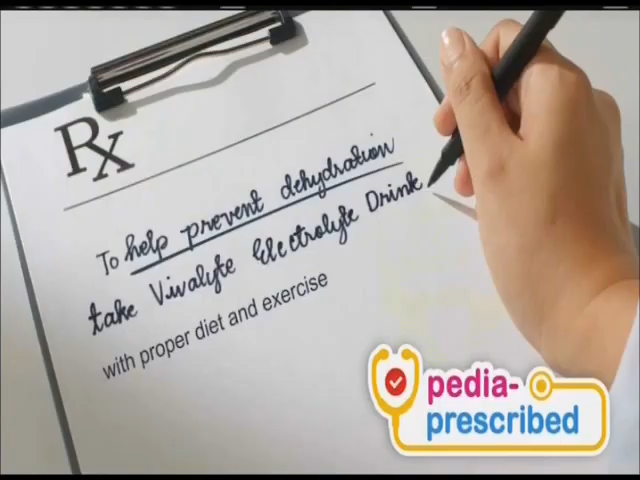 Rx
To help prevent dehydration
take Vivalyte Electrolyte Drink
with proper diet and exercise
pedia-
prescribed